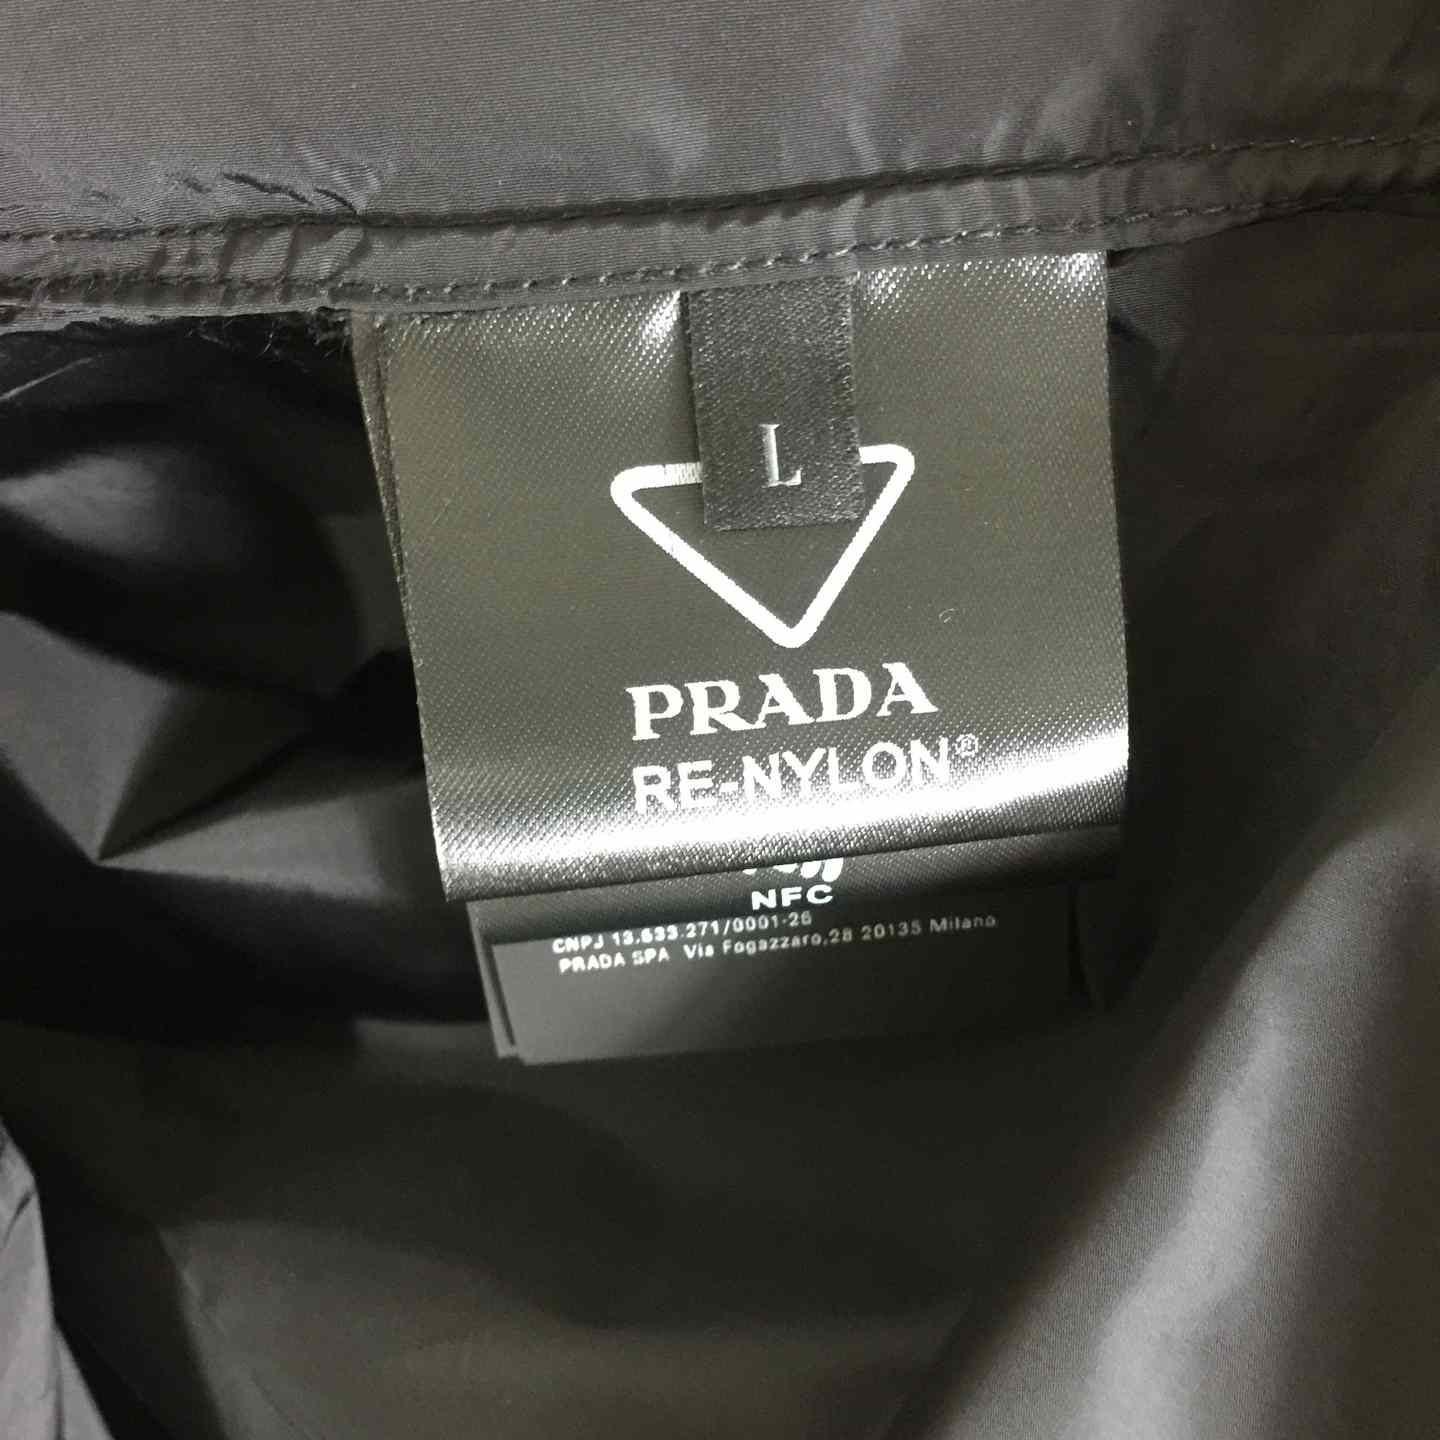 L
PRADA
RE-NYLON®
NFC
CNPJ 13.633.271/0001-26
PRADA SPA Via Fogazzaro,28 20135 Milano